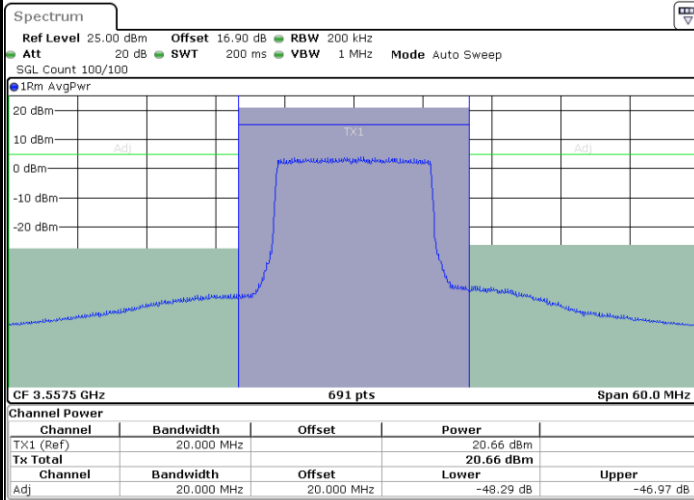 Spectrum
Ref Level 25.00 dBm Offset 16.90 dB RBW 200 kHz
Att 20 dB SWT 200 ms VBW 1 MHz Mode Auto Sweep
SGL Count 100/100
1Rm AvgPwr
20 dBm
TX1
10 dBm
Adj Adj
0 dBm
-10 dBm
-20 dBm
CF 3.5575 GHz 691 pts Span 60.0 MHz
Channel Power
Channel Bandwidth Offset Power
TX1 (Ref) 20.000 MHz 20.66 dBm
Tx Total 20.66 dBm
Channel Bandwidth Offset Lower Upper
Adj 20.000 MHz 20.000 MHz -48.29 dB -46.97 dB